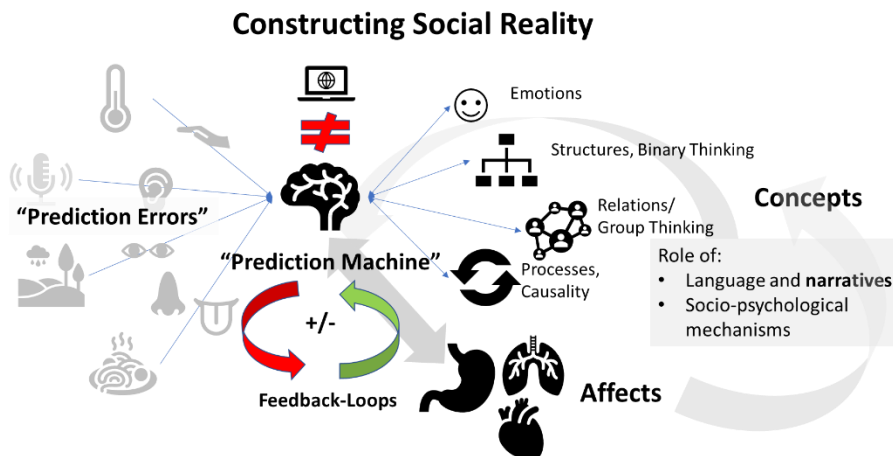 Constructing Social Reality
Emotions
Structures, Binary Thinking
“Prediction Errors”
Relations/
Group Thinking
Concepts
“Prediction Machine”
Processes,
Causality
Role of:
• Language and narratives
• Socio-psychological
mechanisms
+/-
Feedback-Loops
Affects